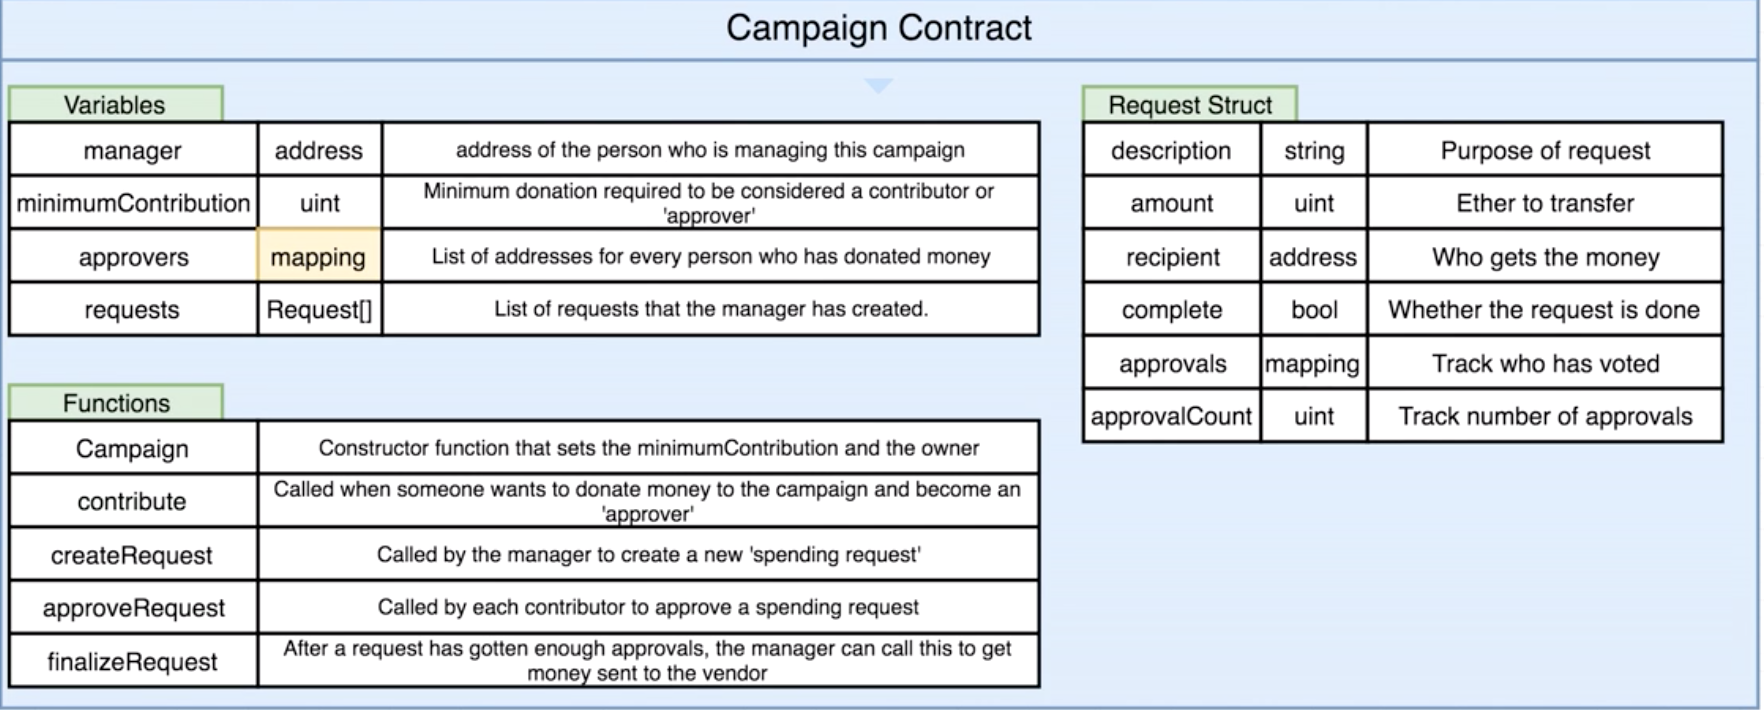 Campaign Contract
Variables
manager address address of the person who is managing this campaign
minimumContribution uint Minimum donation required to be considered a contributor or
'approver'
approvers mapping List of addresses for every person who has donated money
requests Request[] List of requests that the manager has created.
Functions
Campaign Constructor function that sets the minimumContribution and the owner
contribute Called when someone wants to donate money to the campaign and become an
'approver'
createRequest Called by the manager to create a new 'spending request'
approveRequest Called by each contributor to approve a spending request
finalizeRequest After a request has gotten enough approvals, the manager can call this to get
money sent to the vendor
Request Struct
description string Purpose of request
amount uint Ether to transfer
recipient address Who gets the money
complete bool Whether the request is done
approvals mapping Track who has voted
approvalCount uint Track number of approvals